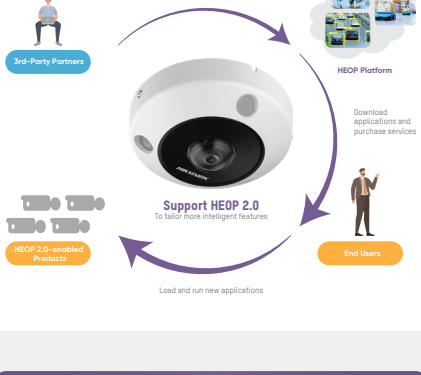 3rd-Party Partners
HEOP Platform
Download
applications and
purchase services
HIKVISION
Support HEOP 2.0
To tailor more intelligent features
HEOP 2.0-enabled
Products
End Users
Load and run new applications